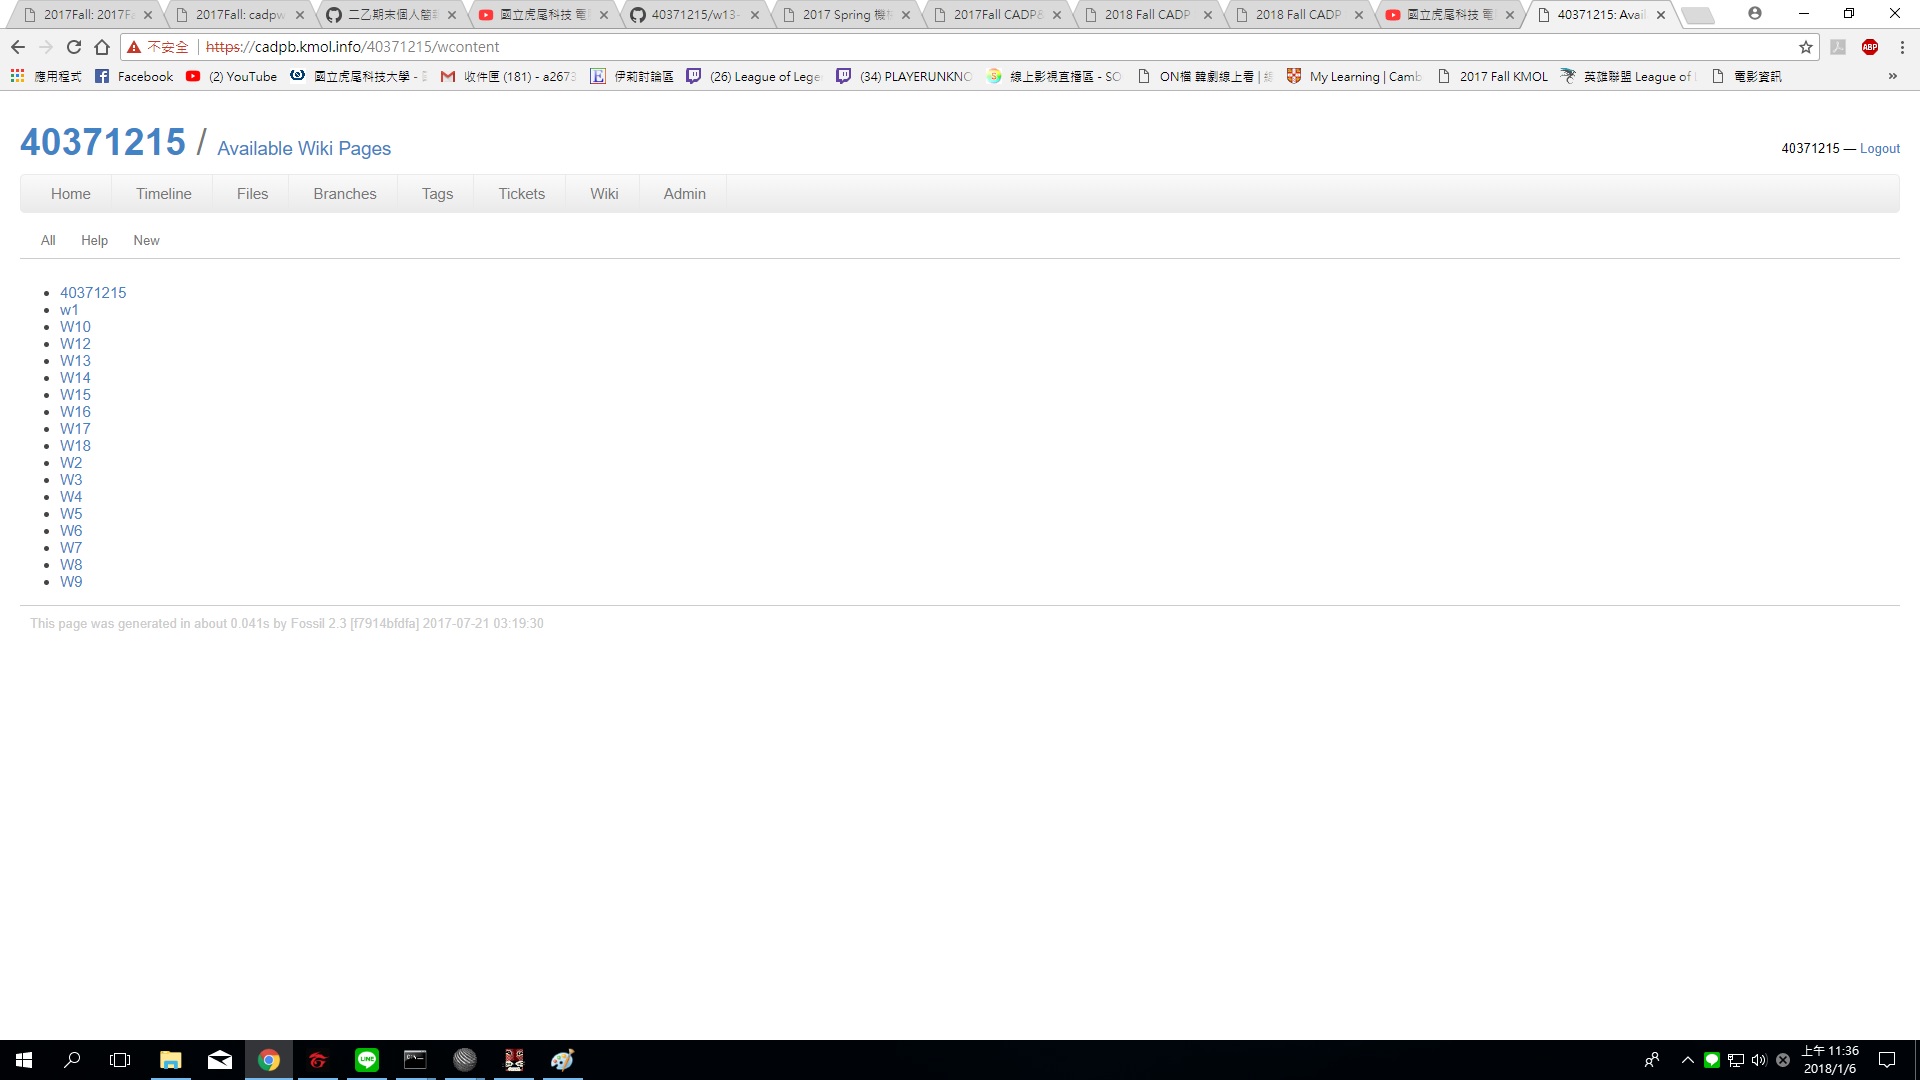 2017Fall: 2017Fa
2017Fall: cadpw
二乙期末個人簡報
國立虎尾科技 電
40371215/w13-
2017 Spring 機
2017Fall CADP&
2018 Fall CADP
2018 Fall CADP
國立虎尾科技 電
40371215: Avail
不安全 https://cadpb.kmol.info/40371215/wcontent
ABP
應用程式 Facebook (2) YouTube 國立虎尾科技大學 - 收件匣 (181) - a2673 伊莉討論區 (26) League of Lege (34) PLAYERUNKNO 線上影視直播區 - SO ON檔 韓劇線上看 | My Learning | Camb 2017 Fall KMOL 英雄聯盟 League of L 電影資訊 »
40371215 / Available Wiki Pages
40371215 — Logout
Home Timeline Files Branches Tags Tickets Wiki Admin
All Help New
40371215
w1
W10
W12
W13
W14
W15
W16
W17
W18
W2
W3
W4
W5
W6
W7
W8
W9
This page was generated in about 0.041s by Fossil 2.3 [f7914bfdfa] 2017-07-21 03:19:30
LINE
上午 11:36
2018/1/6